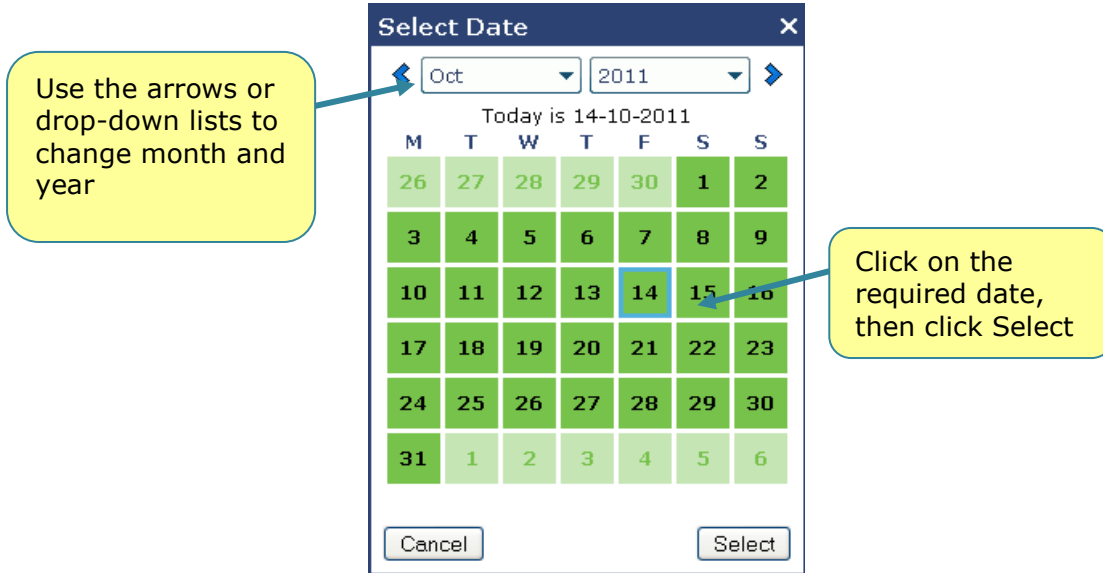 Select Date
Use the arrows or
drop-down lists to
change month and
year
Oct 2011
Today is 14-10-2011
M T W T F S S
26 27 28 29 30 1 2
3 4 5 6 7 8 9
10 11 12 13 14 15 16
17 18 19 20 21 22 23
24 25 26 27 28 29 30
31 1 2 3 4 5 6
Click on the
required date,
then click Select
Cancel Select